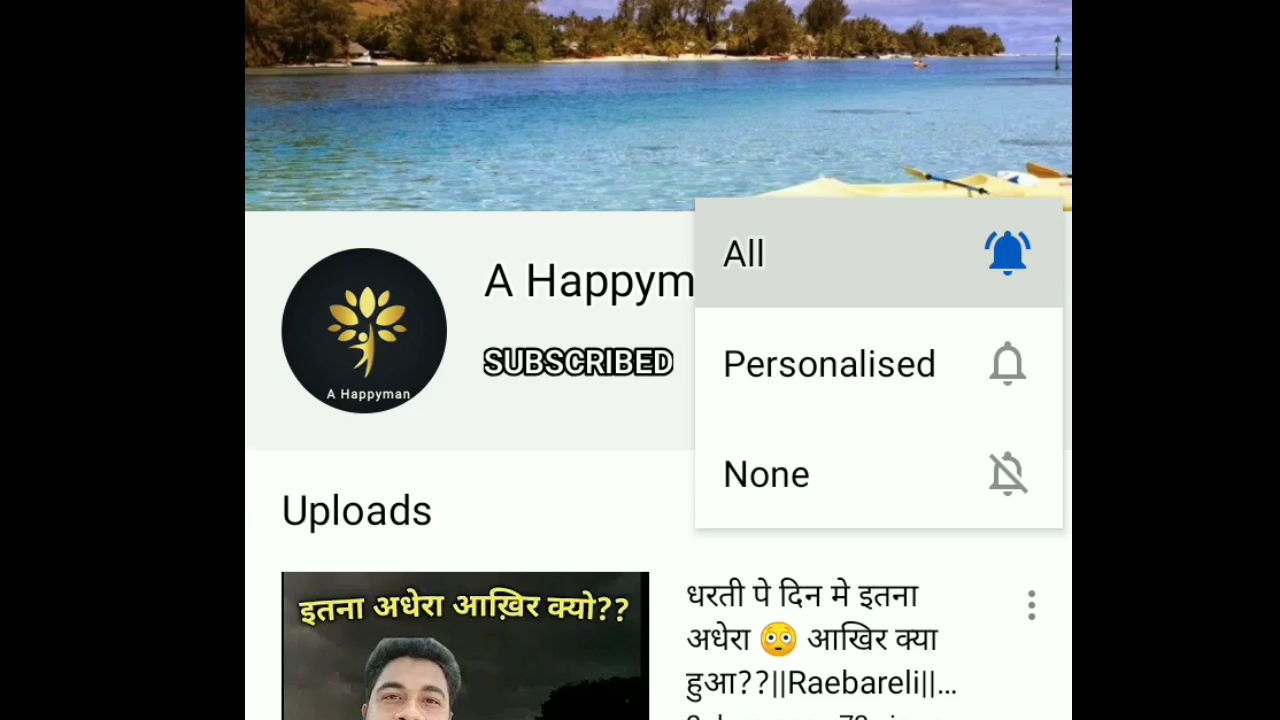 All
A Happym
SUBSCRIBED
A Happyman
Personalised
None
Uploads
इतना अधेरा आख़िर क्यो??
धरती पे दिन मे इतना
अधेरा 😳 आखिर क्या
हुआ??||Raebareli||...